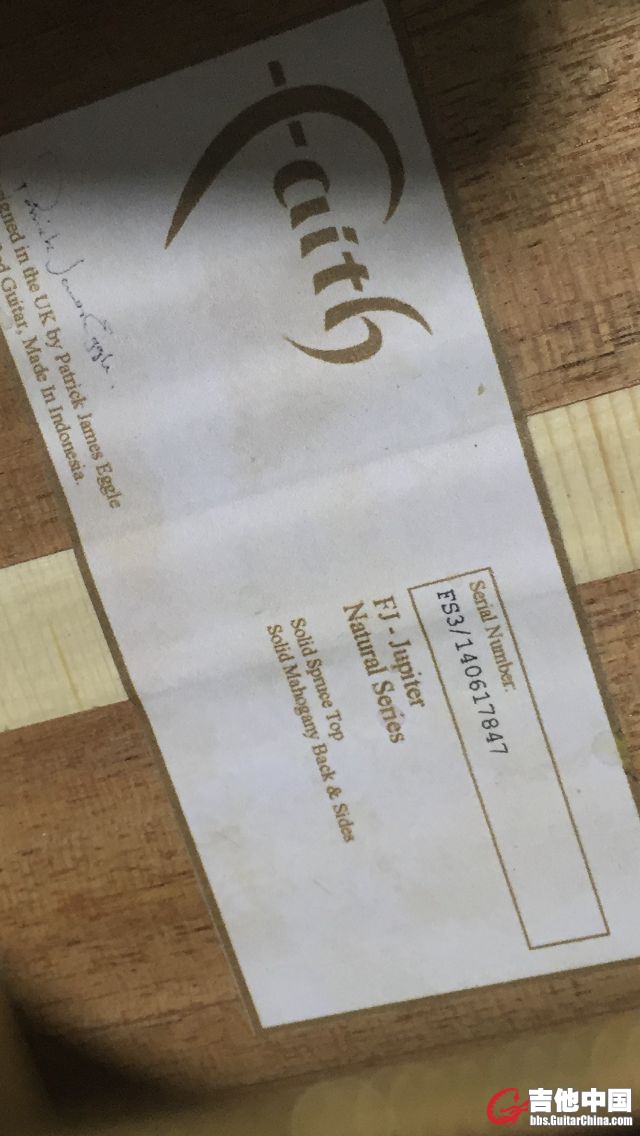 Faith
Patrick James Eggle.
signed in the UK by Patrick James Eggle
Guitar, Made In Indonesia.
Serial Number:
FS3/140617847
FJ - Jupiter
Natural Series
Solid Spruce Top
Solid Mahogany Back & Sides
吉他中国
bbs.GuitarChina.com